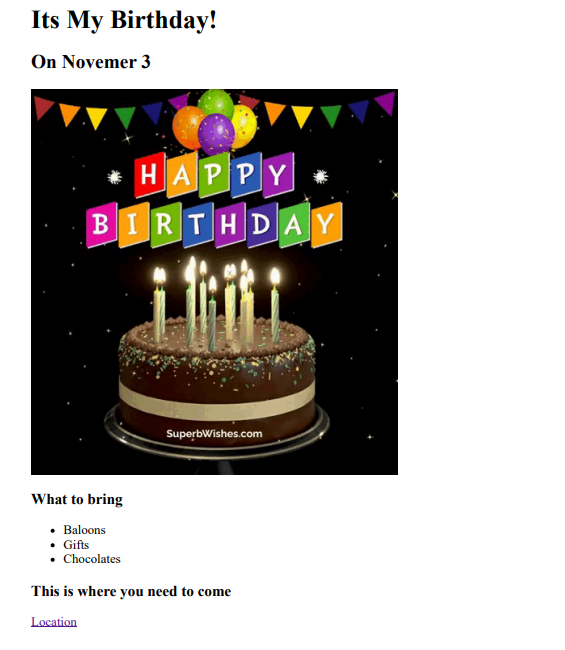 Its My Birthday!
On Novemer 3
HAPPY
BIRTHDAY
SuperbWishes.com
What to bring
Baloons
Gifts
Chocolates
This is where you need to come
Location